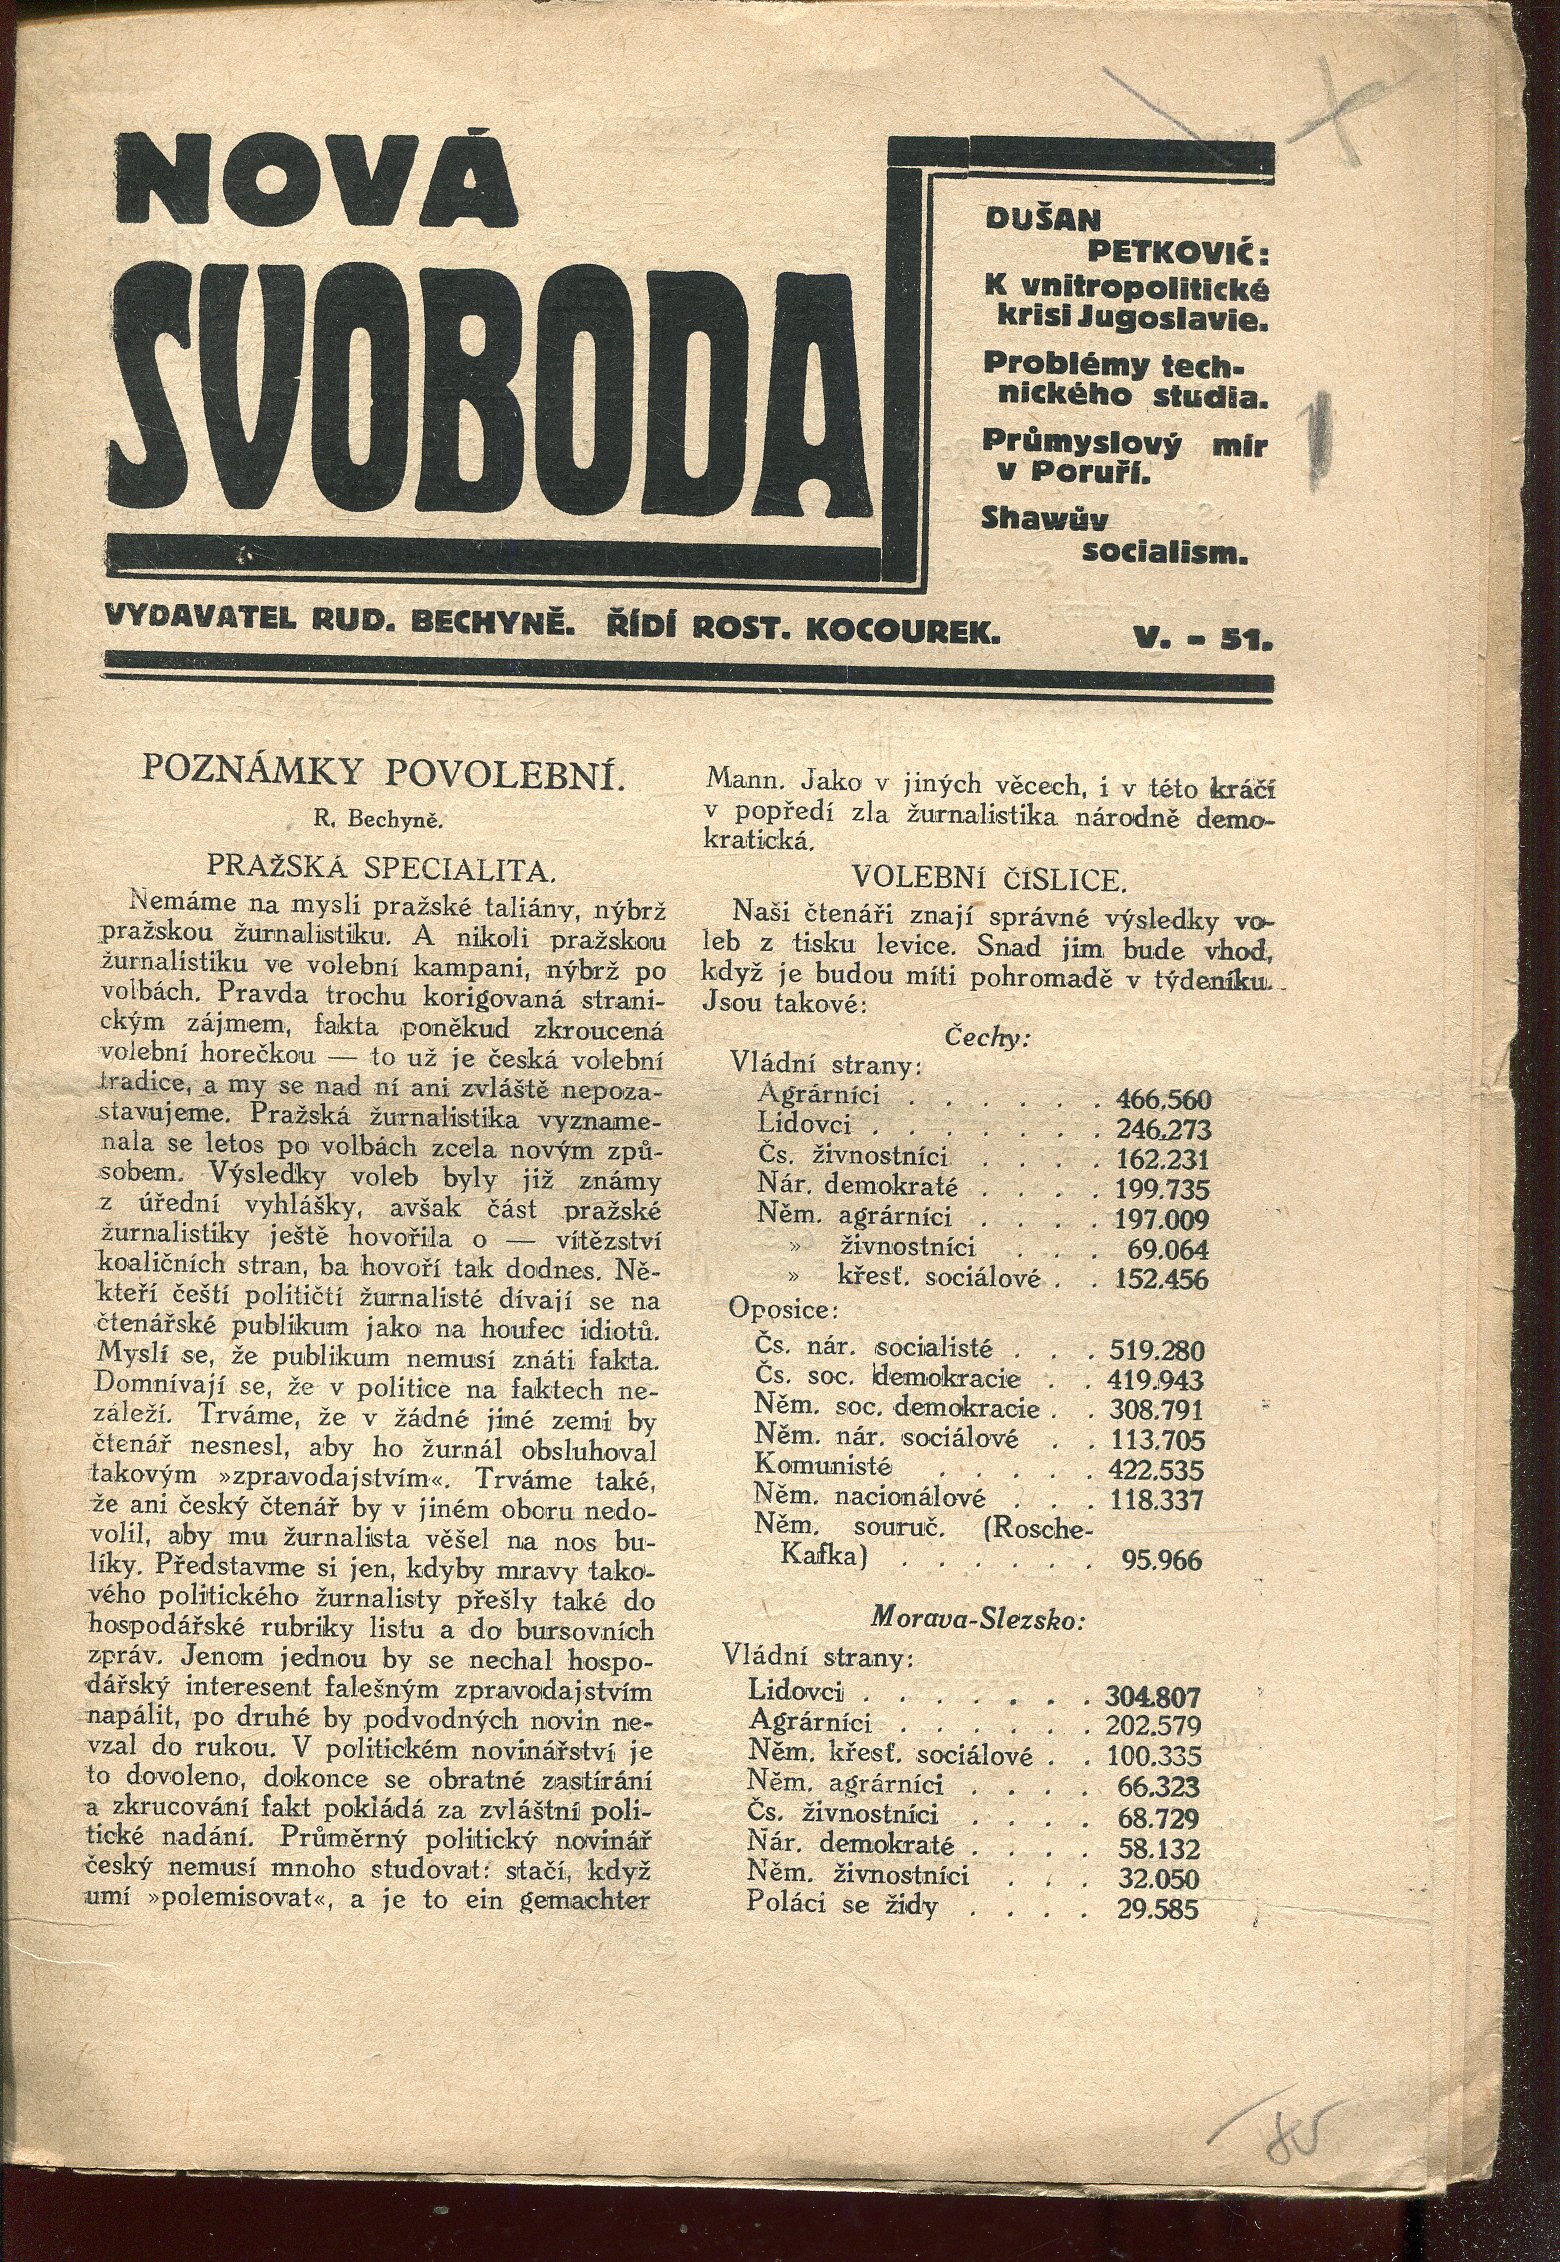 NOVÁ
SVOBODA
DUŠAN
PETKOVIĆ:
K vnitropolitické
krisi Jugoslavie.
Problémy tech-
nického studia.
Průmyslový mír
v Poruří.
Shawův
socialism.
VYDAVATEL RUD. BECHYNĚ. ŘÍDÍ ROST. KOCOUREK. V. - 51.
POZNÁMKY POVOLEBNÍ.
R. Bechyně.
PRAŽSKÁ SPECIALITA.
Nemáme na mysli pražské taliány, nýbrž
pražskou žurnalistiku. A nikoli pražskou
žurnalistiku ve volební kampani, nýbrž po
volbách. Pravda trochu korigovaná strani-
ckým zájmem, fakta poněkud zkroucená
volební horečkou — to už je česká volební
tradice, a my se nad ní ani zvláště nepoza-
stavujeme. Pražská žurnalistika vyzname-
nala se letos po volbách zcela novým způ-
sobem. Výsledky voleb byly již známy
z úřední vyhlášky, avšak část pražské
žurnalistiky ještě hovořila o — vítězství
koaličních stran, ba hovoří tak dodnes. Ně-
kteří čeští političtí žurnalisté dívají se na
čtenářské publikum jako na houfec idiotů.
Myslí se, že publikum nemusí znáti fakta.
Domnívají se, že v politice na faktech ne-
záleží. Trváme, že v žádné jiné zemi by
čtenář nesnesl, aby ho žurnál obsluhoval
takovým »zpravodajstvím«. Trváme také,
že ani český čtenář by v jiném oboru nedo-
volil, aby mu žurnalista věšel na nos bu-
líky. Představme si jen, kdyby mravy tako-
vého politického žurnalisty přešly také do
hospodářské rubriky listu a do bursovních
zpráv. Jenom jednou by se nechal hospo-
dářský interesent falešným zpravodajstvím
napálit, po druhé by podvodných novin ne-
vzal do rukou. V politickém novinářství je
to dovoleno, dokonce se obratné zastírání
a zkrucování fakt pokládá za zvláštní poli-
tické nadání. Průměrný politický novinář
český nemusí mnoho studovat: stačí, když
umí »polemisovat«, a je to ein gemachter
Mann. Jako v jiných věcech, i v této kráčí
v popředí zla žurnalistika národně demo-
kratická.
VOLEBNÍ ČÍSLICE.
Naši čtenáři znají správné výsledky vo-
leb z tisku levice. Snad jim bude vhod,
když je budou míti pohromadě v týdeníku.
Jsou takové:
Čechy:
Vládní strany:
Agrárníci . . . . . . 466.560
Lidovci . . . . . . . 246.273
Čs. živnostníci . . . . 162.231
Nár. demokraté . . . . 199.735
Něm. agrárníci . . . . 197.009
» živnostníci . . . 69.064
» křesť. sociálové . . 152.456
Oposice:
Čs. nár. socialisté . . . 519.280
Čs. soc. demokracie . . 419.943
Něm. soc. demokracie . . 308.791
Něm. nár. sociálové . . 113.705
Komunisté . . . . . 422.535
Něm. nacionálové . . . 118.337
Něm. souruč. (Rosche-
Kafka) . . . . . . 95.966
Morava-Slezsko:
Vládní strany:
Lidovci . . . . . . . 304.807
Agrárníci . . . . . . 202.579
Něm. křesť. sociálové . . 100.335
Něm. agrárníci . . . . 66.323
Čs. živnostníci . . . . 68.729
Nár. demokraté . . . . 58.132
Něm. živnostníci . . . 32.050
Poláci se židy . . . . 29.585